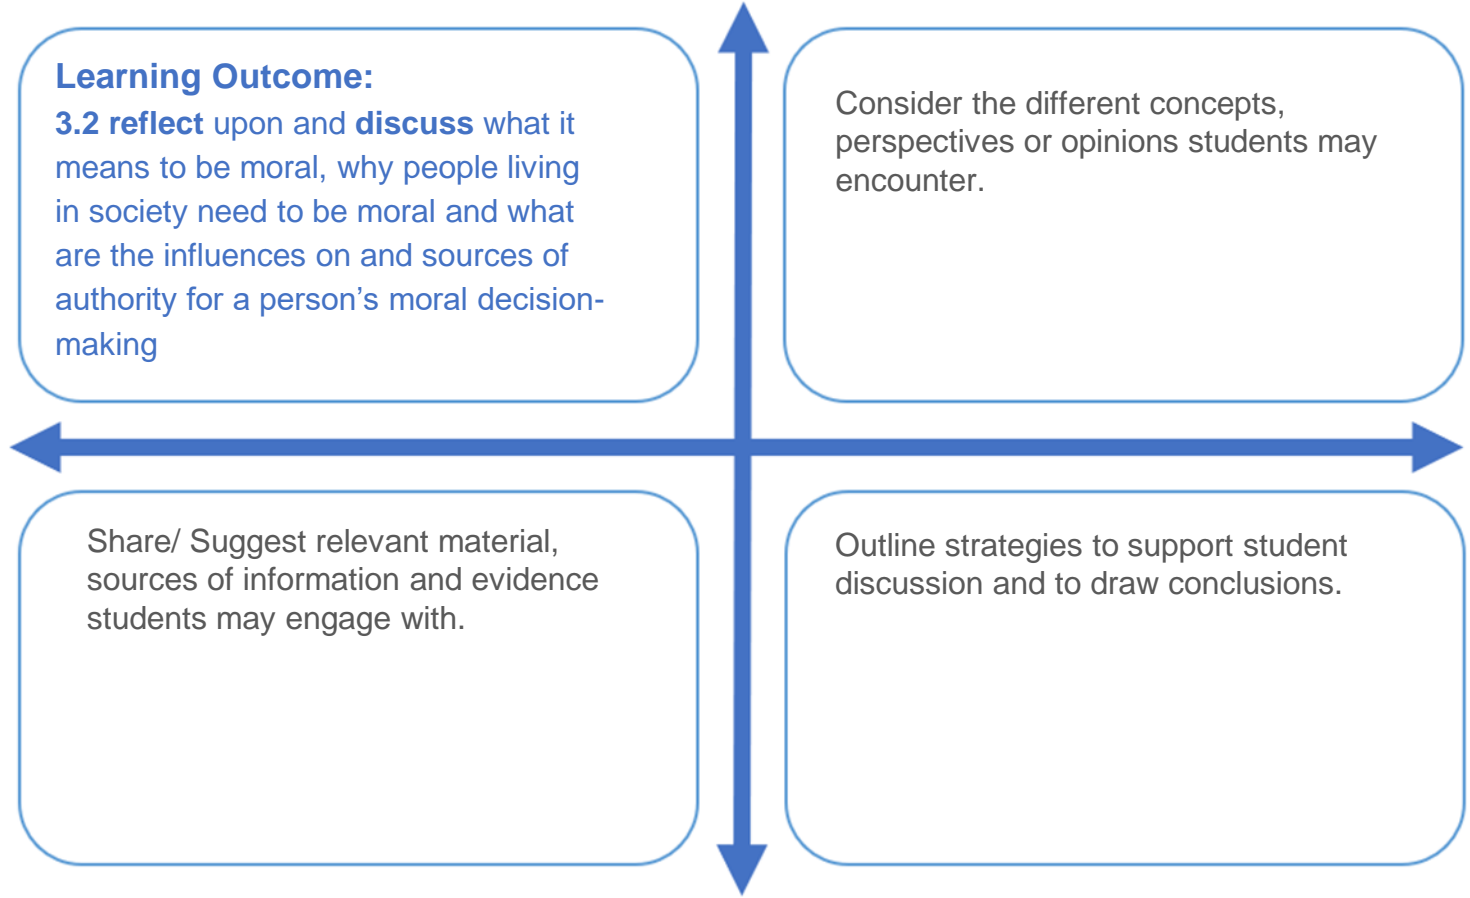 Learning Outcome:
3.2 reflect upon and discuss what it
means to be moral, why people living
in society need to be moral and what
are the influences on and sources of
authority for a person’s moral decision-
making
Consider the different concepts,
perspectives or opinions students may
encounter.
Share/ Suggest relevant material,
sources of information and evidence
students may engage with.
Outline strategies to support student
discussion and to draw conclusions.